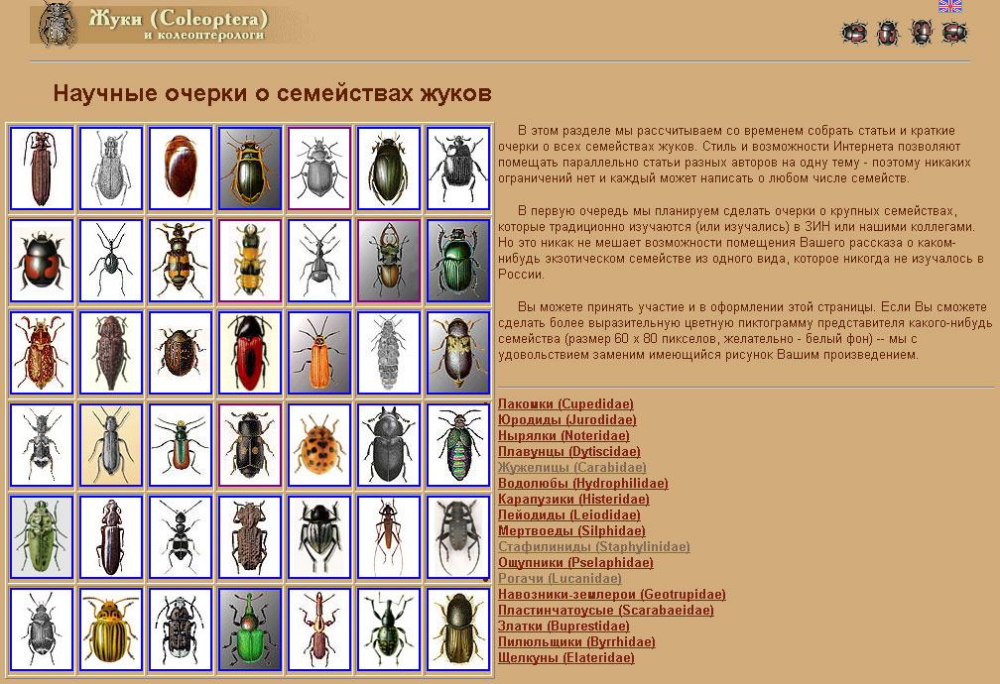 Жуки (Coleoptera)
и колеоптерологи
Научные очерки о семействах жуков
В этом разделе мы рассчитываем со временем собрать статьи и краткие
очерки о всех семействах жуков. Стиль и возможности Интернета позволяют
помещать параллельно статьи разных авторов на одну тему - поэтому никаких
ограничений нет и каждый может написать о любом числе семейств.
В первую очередь мы планируем сделать очерки о крупных семействах,
которые традиционно изучаются (или изучались) в ЗИН или нашими коллегами.
Но это никак не мешает возможности помещения Вашего рассказа о каком-
нибудь экзотическом семействе из одного вида, которое никогда не изучалось в
России.
Вы можете принять участие и в оформлении этой страницы. Если Вы сможете
сделать более выразительную цветную пиктограмму представителя какого-нибудь
семейства (размер 60 x 80 пикселов, желательно - белый фон) -- мы с
удовольствием заменим имеющийся рисунок Вашим произведением.
Лакомки (Cupedidae)
Юродиды (Jurodidae)
Нырялки (Noteridae)
Плавунцы (Dytiscidae)
Жужелицы (Carabidae)
Водолюбы (Hydrophilidae)
Карапузики (Histeridae)
Лейодиды (Leiodidae)
Мертвоеды (Silphidae)
Стафилиниды (Staphylinidae)
Ощупники (Pselaphidae)
Рогачи (Lucanidae)
Навозники-землерои (Geotrupidae)
Пластинчатоусые (Scarabaeidae)
Златки (Buprestidae)
Пилюльщики (Byrrhidae)
Щелкуны (Elateridae)